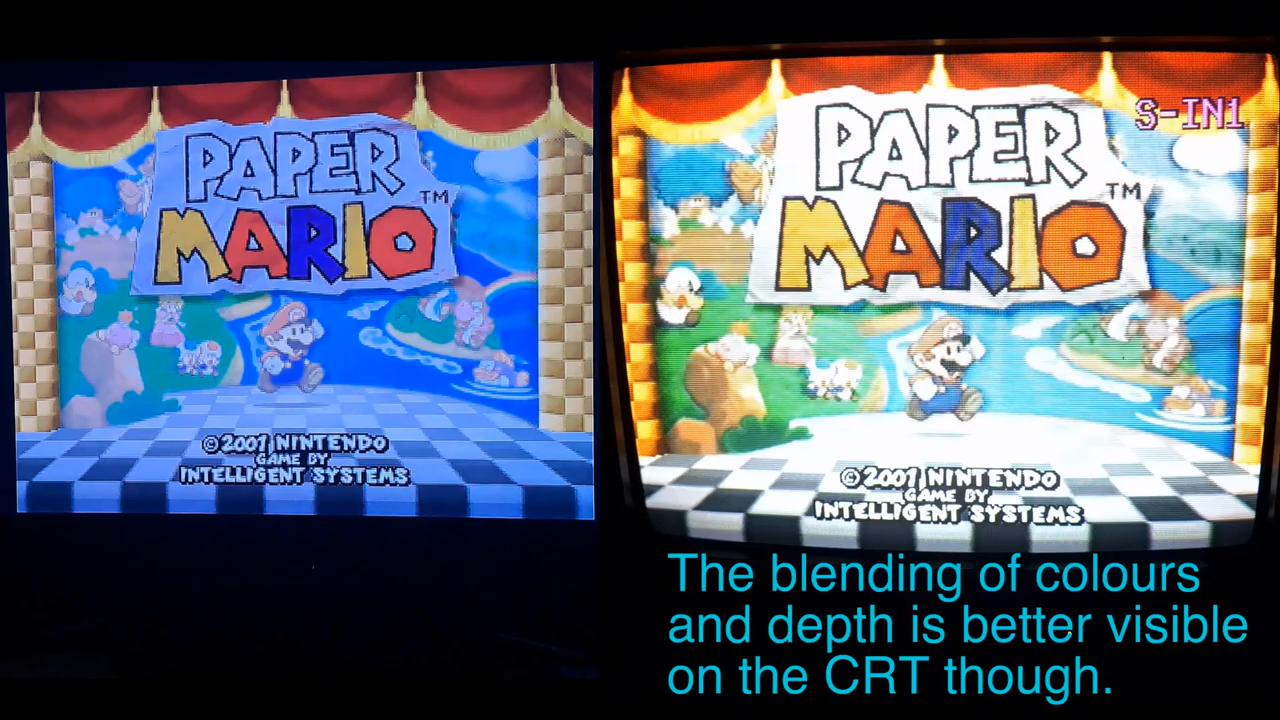 PAPER
MARIO
TM
©2001 NINTENDO
GAME BY
INTELLIGENT SYSTEMS
S-IN1
PAPER
MARIO
TM
©2001 NINTENDO
GAME BY
INTELLIGENT SYSTEMS
The blending of colours
and depth is better visible
on the CRT though.